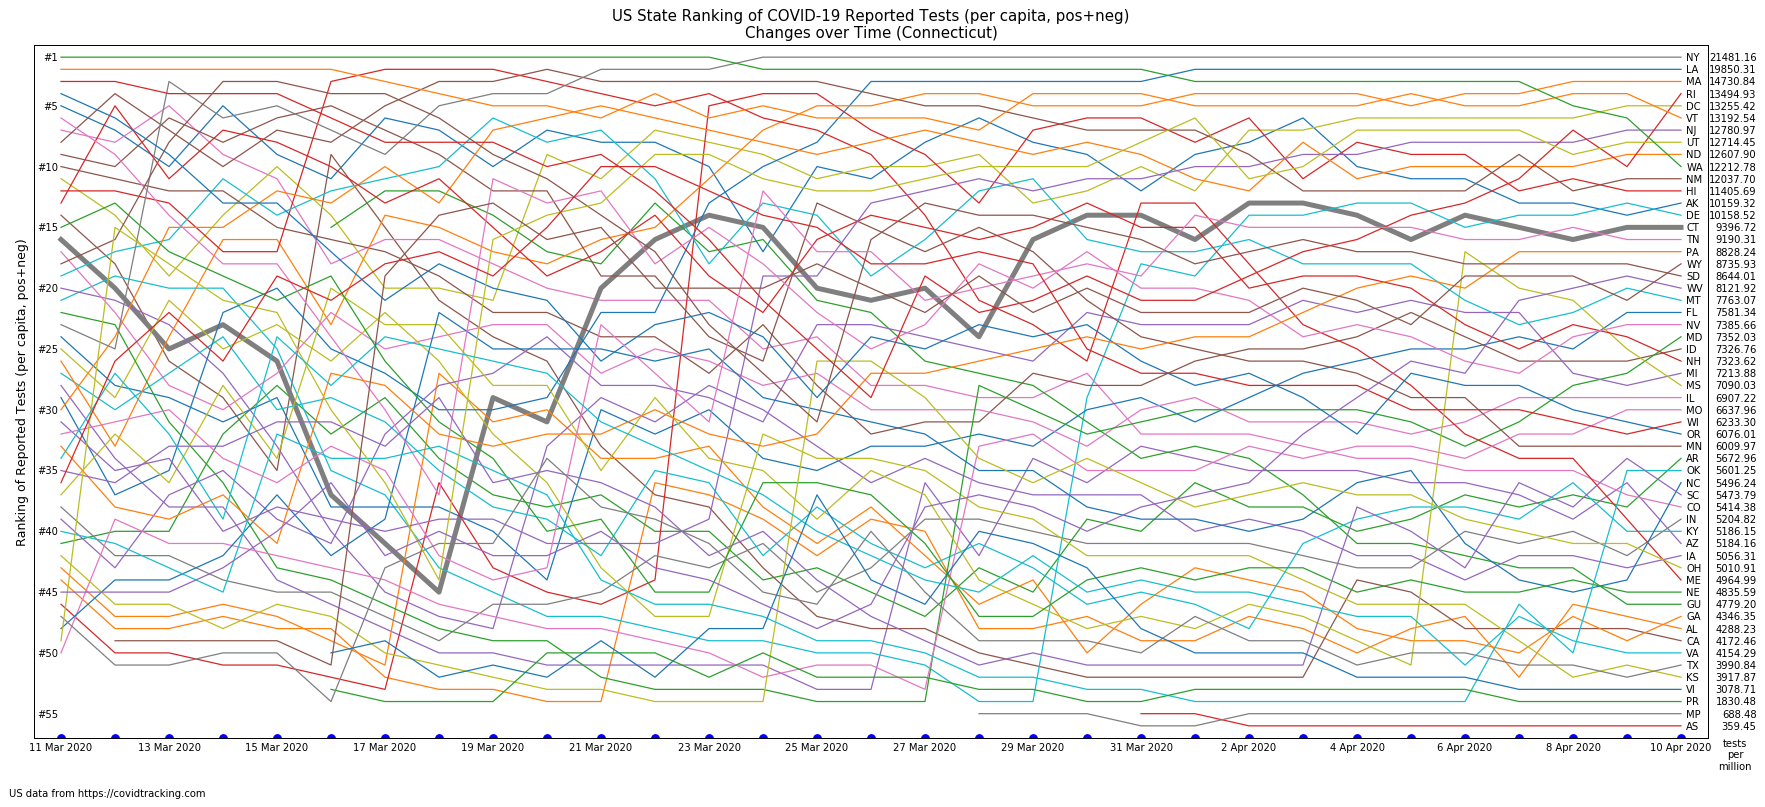 US State Ranking of COVID-19 Reported Tests (per capita, pos+neg)
Changes over Time (Connecticut)
Ranking of Reported Tests (per capita, pos+neg)
#1
#5
#10
#15
#20
#25
#30
#35
#40
#45
#50
#55
NY 21481.16
LA 19850.31
MA 14730.84
RI 13494.93
DC 13255.42
VT 13192.54
NJ 12780.97
UT 12714.45
ND 12607.90
WA 12212.78
NM 12037.70
HI 11405.69
AK 10159.32
DE 10158.52
CT 9396.72
TN 9190.31
PA 8828.24
WY 8735.93
SD 8644.01
WV 8121.92
MT 7763.07
FL 7581.34
NV 7385.66
MD 7352.03
ID 7326.76
NH 7323.62
MI 7213.88
MS 7090.03
IL 6907.22
MO 6637.96
WI 6233.30
OR 6076.01
MN 6009.97
AR 5672.96
OK 5601.25
NC 5496.24
SC 5473.79
CO 5414.38
IN 5204.82
KY 5186.15
AZ 5184.16
IA 5056.31
OH 5010.91
ME 4964.99
NE 4835.59
GU 4779.20
GA 4346.35
AL 4288.23
CA 4172.46
VA 4154.29
TX 3990.84
KS 3917.87
VI 3078.71
PR 1830.48
MP 688.48
AS 359.45
11 Mar 2020 13 Mar 2020 15 Mar 2020 17 Mar 2020 19 Mar 2020 21 Mar 2020 23 Mar 2020 25 Mar 2020 27 Mar 2020 29 Mar 2020 31 Mar 2020 2 Apr 2020 4 Apr 2020 6 Apr 2020 8 Apr 2020 10 Apr 2020
tests
per
million
US data from https://covidtracking.com